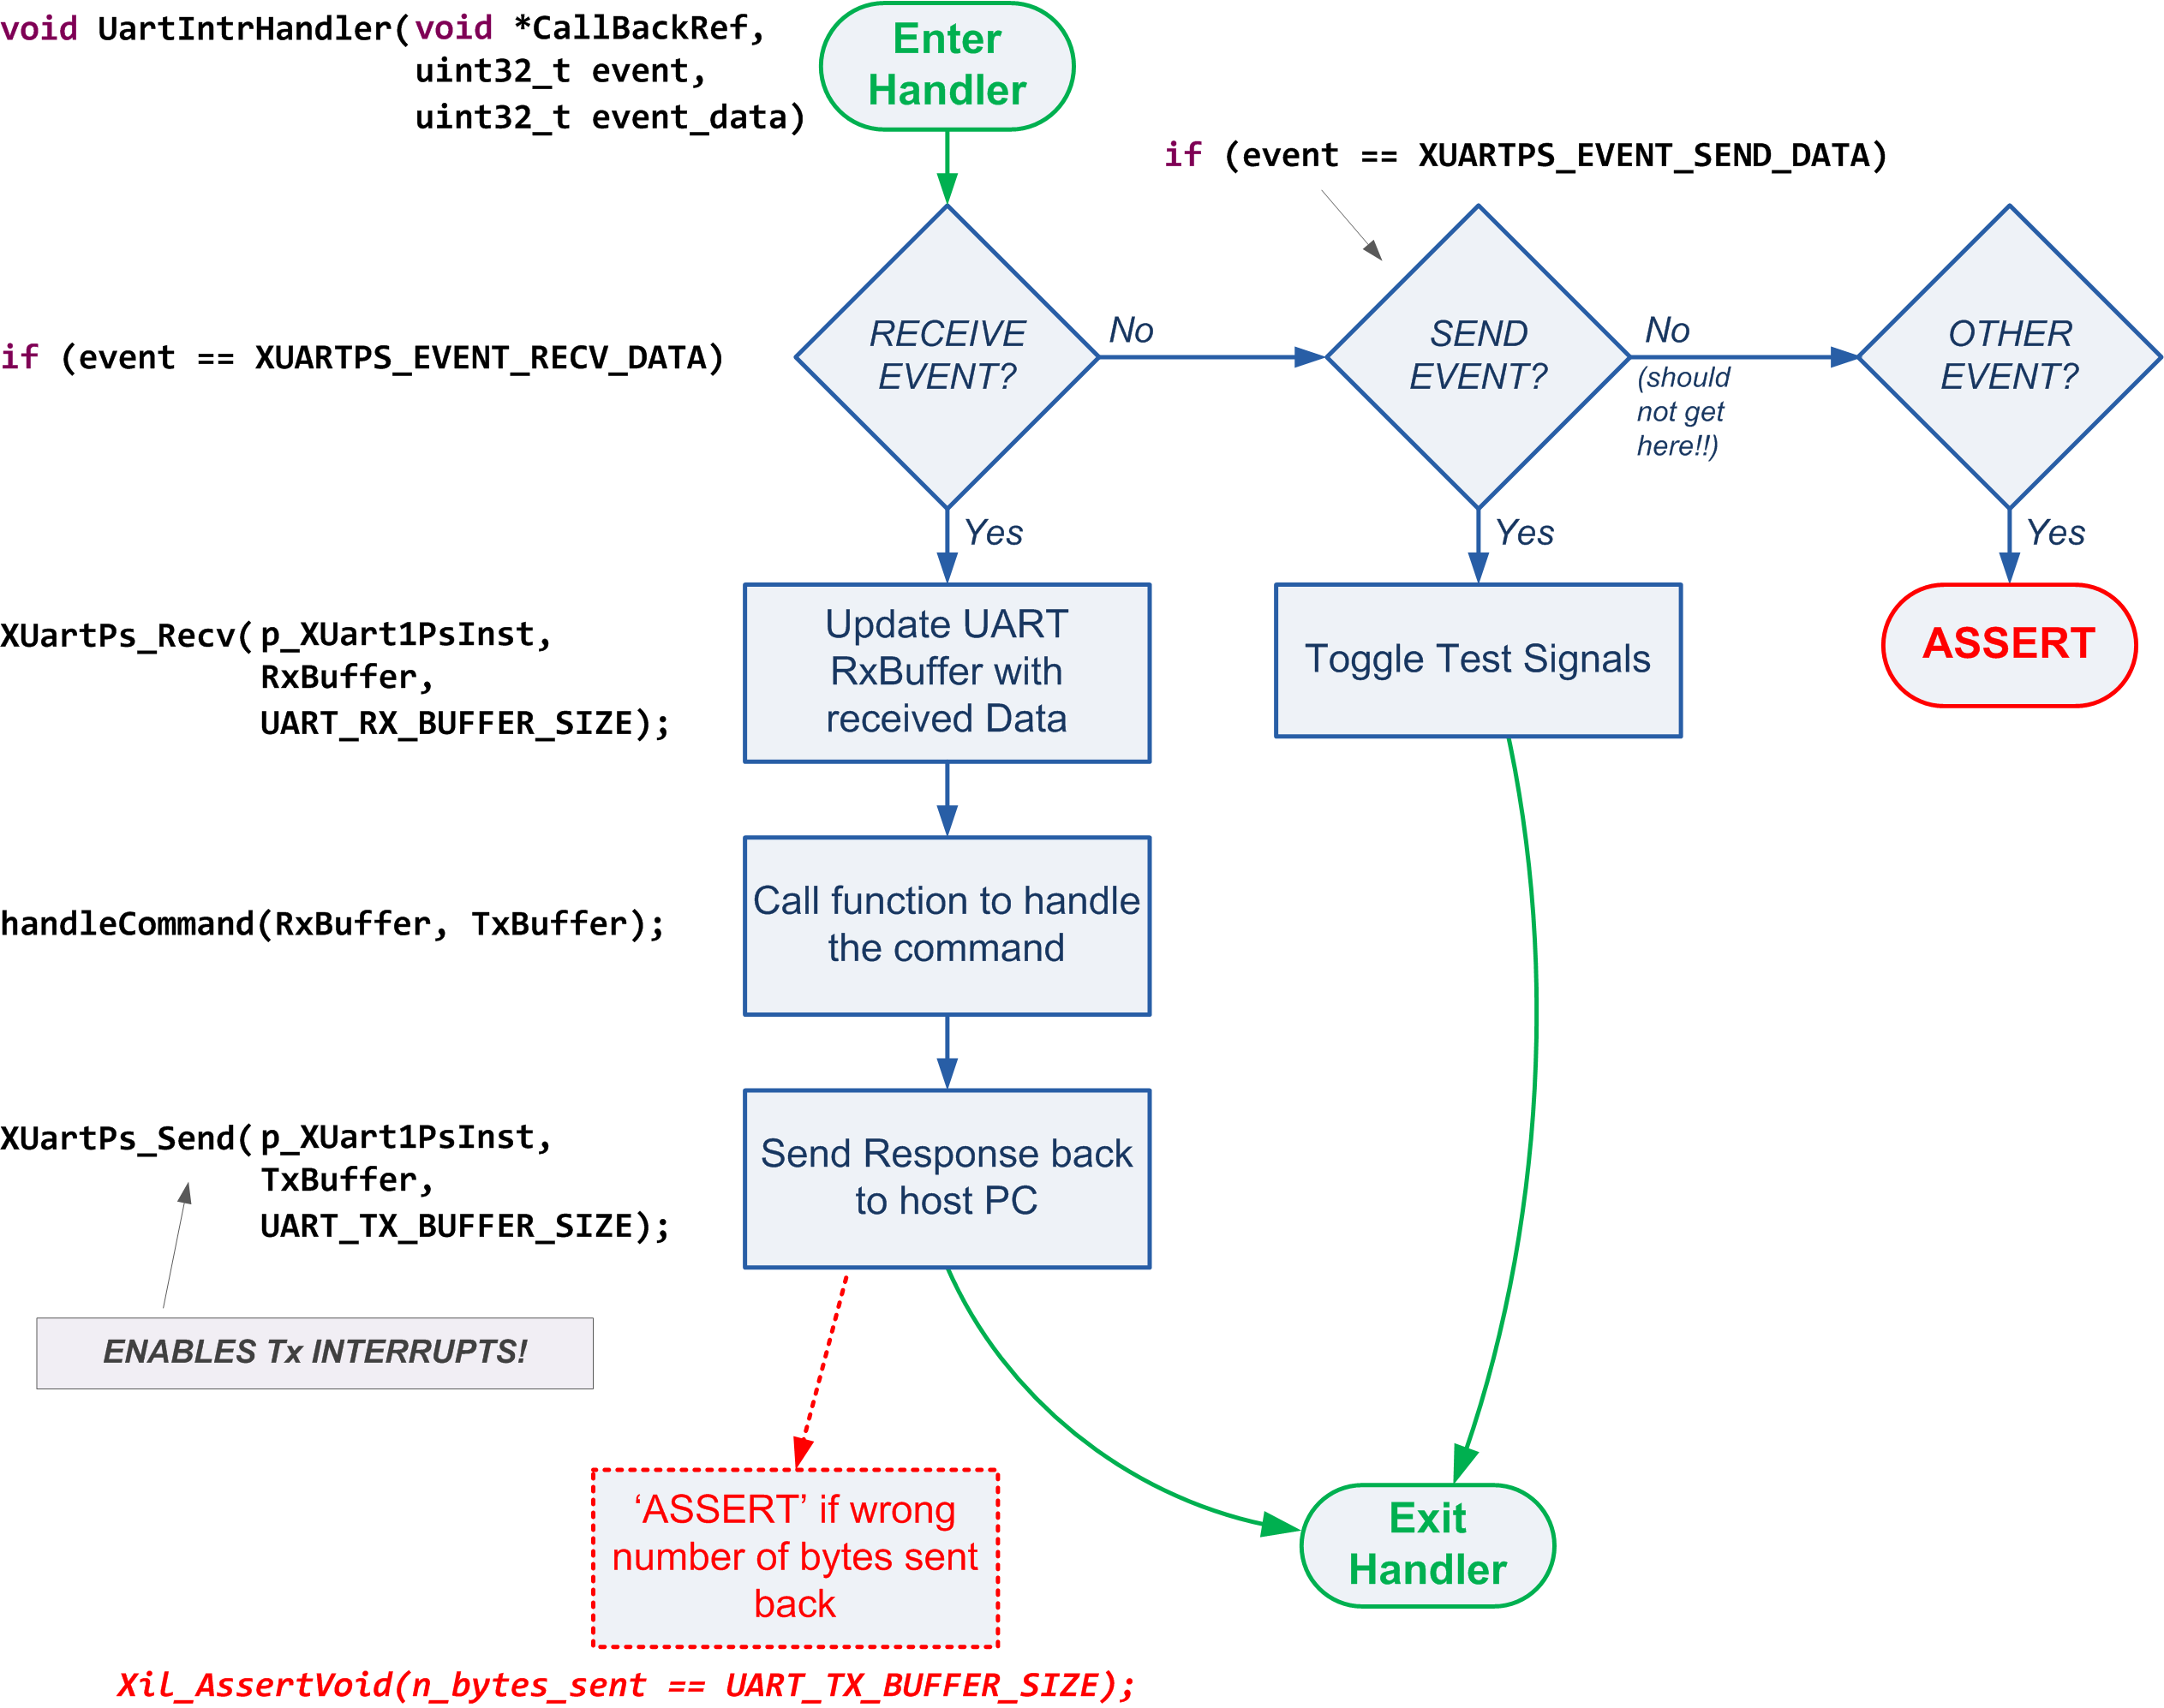 void UartIntrHandler(void *CallBackRef,
uint32_t event,
uint32_t event_data)
Enter
Handler
if (event == XUARTPS_EVENT_SEND_DATA)
if (event == XUARTPS_EVENT_RECV_DATA)
RECEIVE
EVENT?
No
SEND
EVENT?
No
(should
not get
here!!)
OTHER
EVENT?
Yes
Yes
Yes
XUartPs_Recv(p_XUart1PsInst,
RxBuffer,
UART_RX_BUFFER_SIZE);
Update UART
RxBuffer with
received Data
Toggle Test Signals
ASSERT
handleCommand(RxBuffer, TxBuffer);
Call function to handle
the command
XUartPs_Send(p_XUart1PsInst,
TxBuffer,
UART_TX_BUFFER_SIZE);
Send Response back
to host PC
ENABLES Tx INTERRUPTS!
‘ASSERT’ if wrong
number of bytes sent
back
Exit
Handler
Xil_AssertVoid(n_bytes_sent == UART_TX_BUFFER_SIZE);